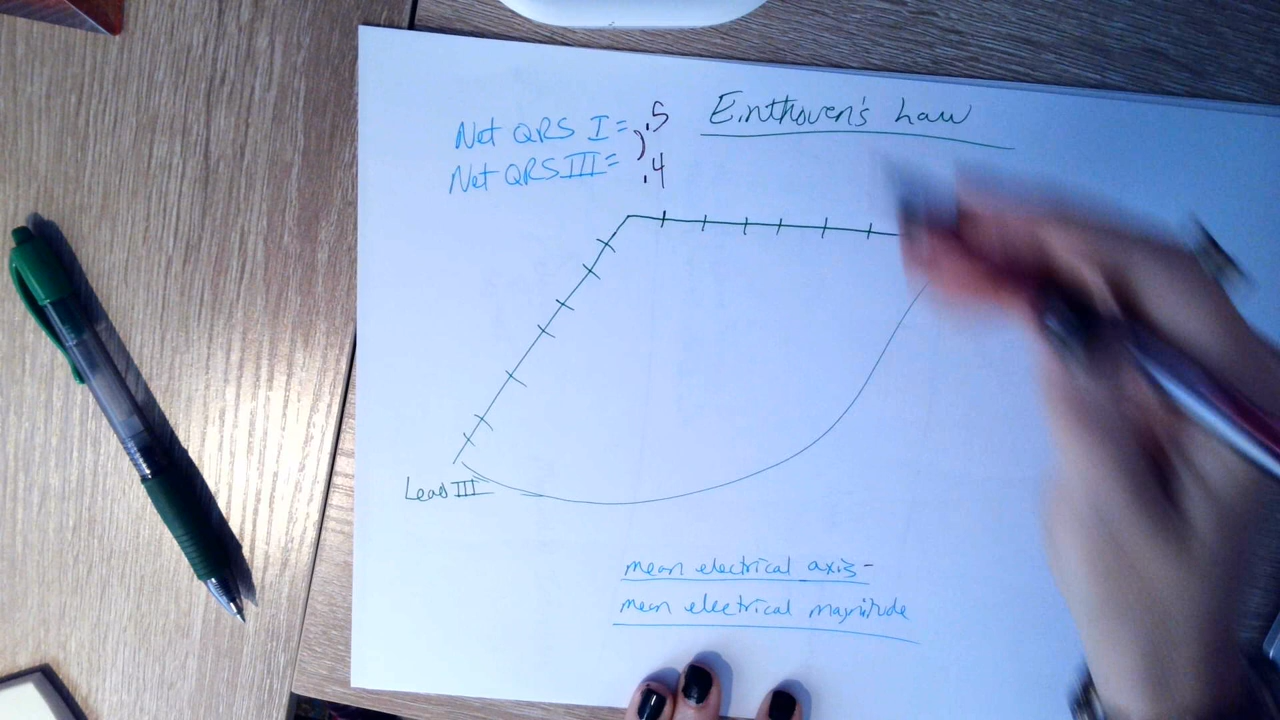 Einthoven's Law
Net QRS I = .5
Net QRS III = .4
Lead III
mean electrical axis -
mean electrical magnitude